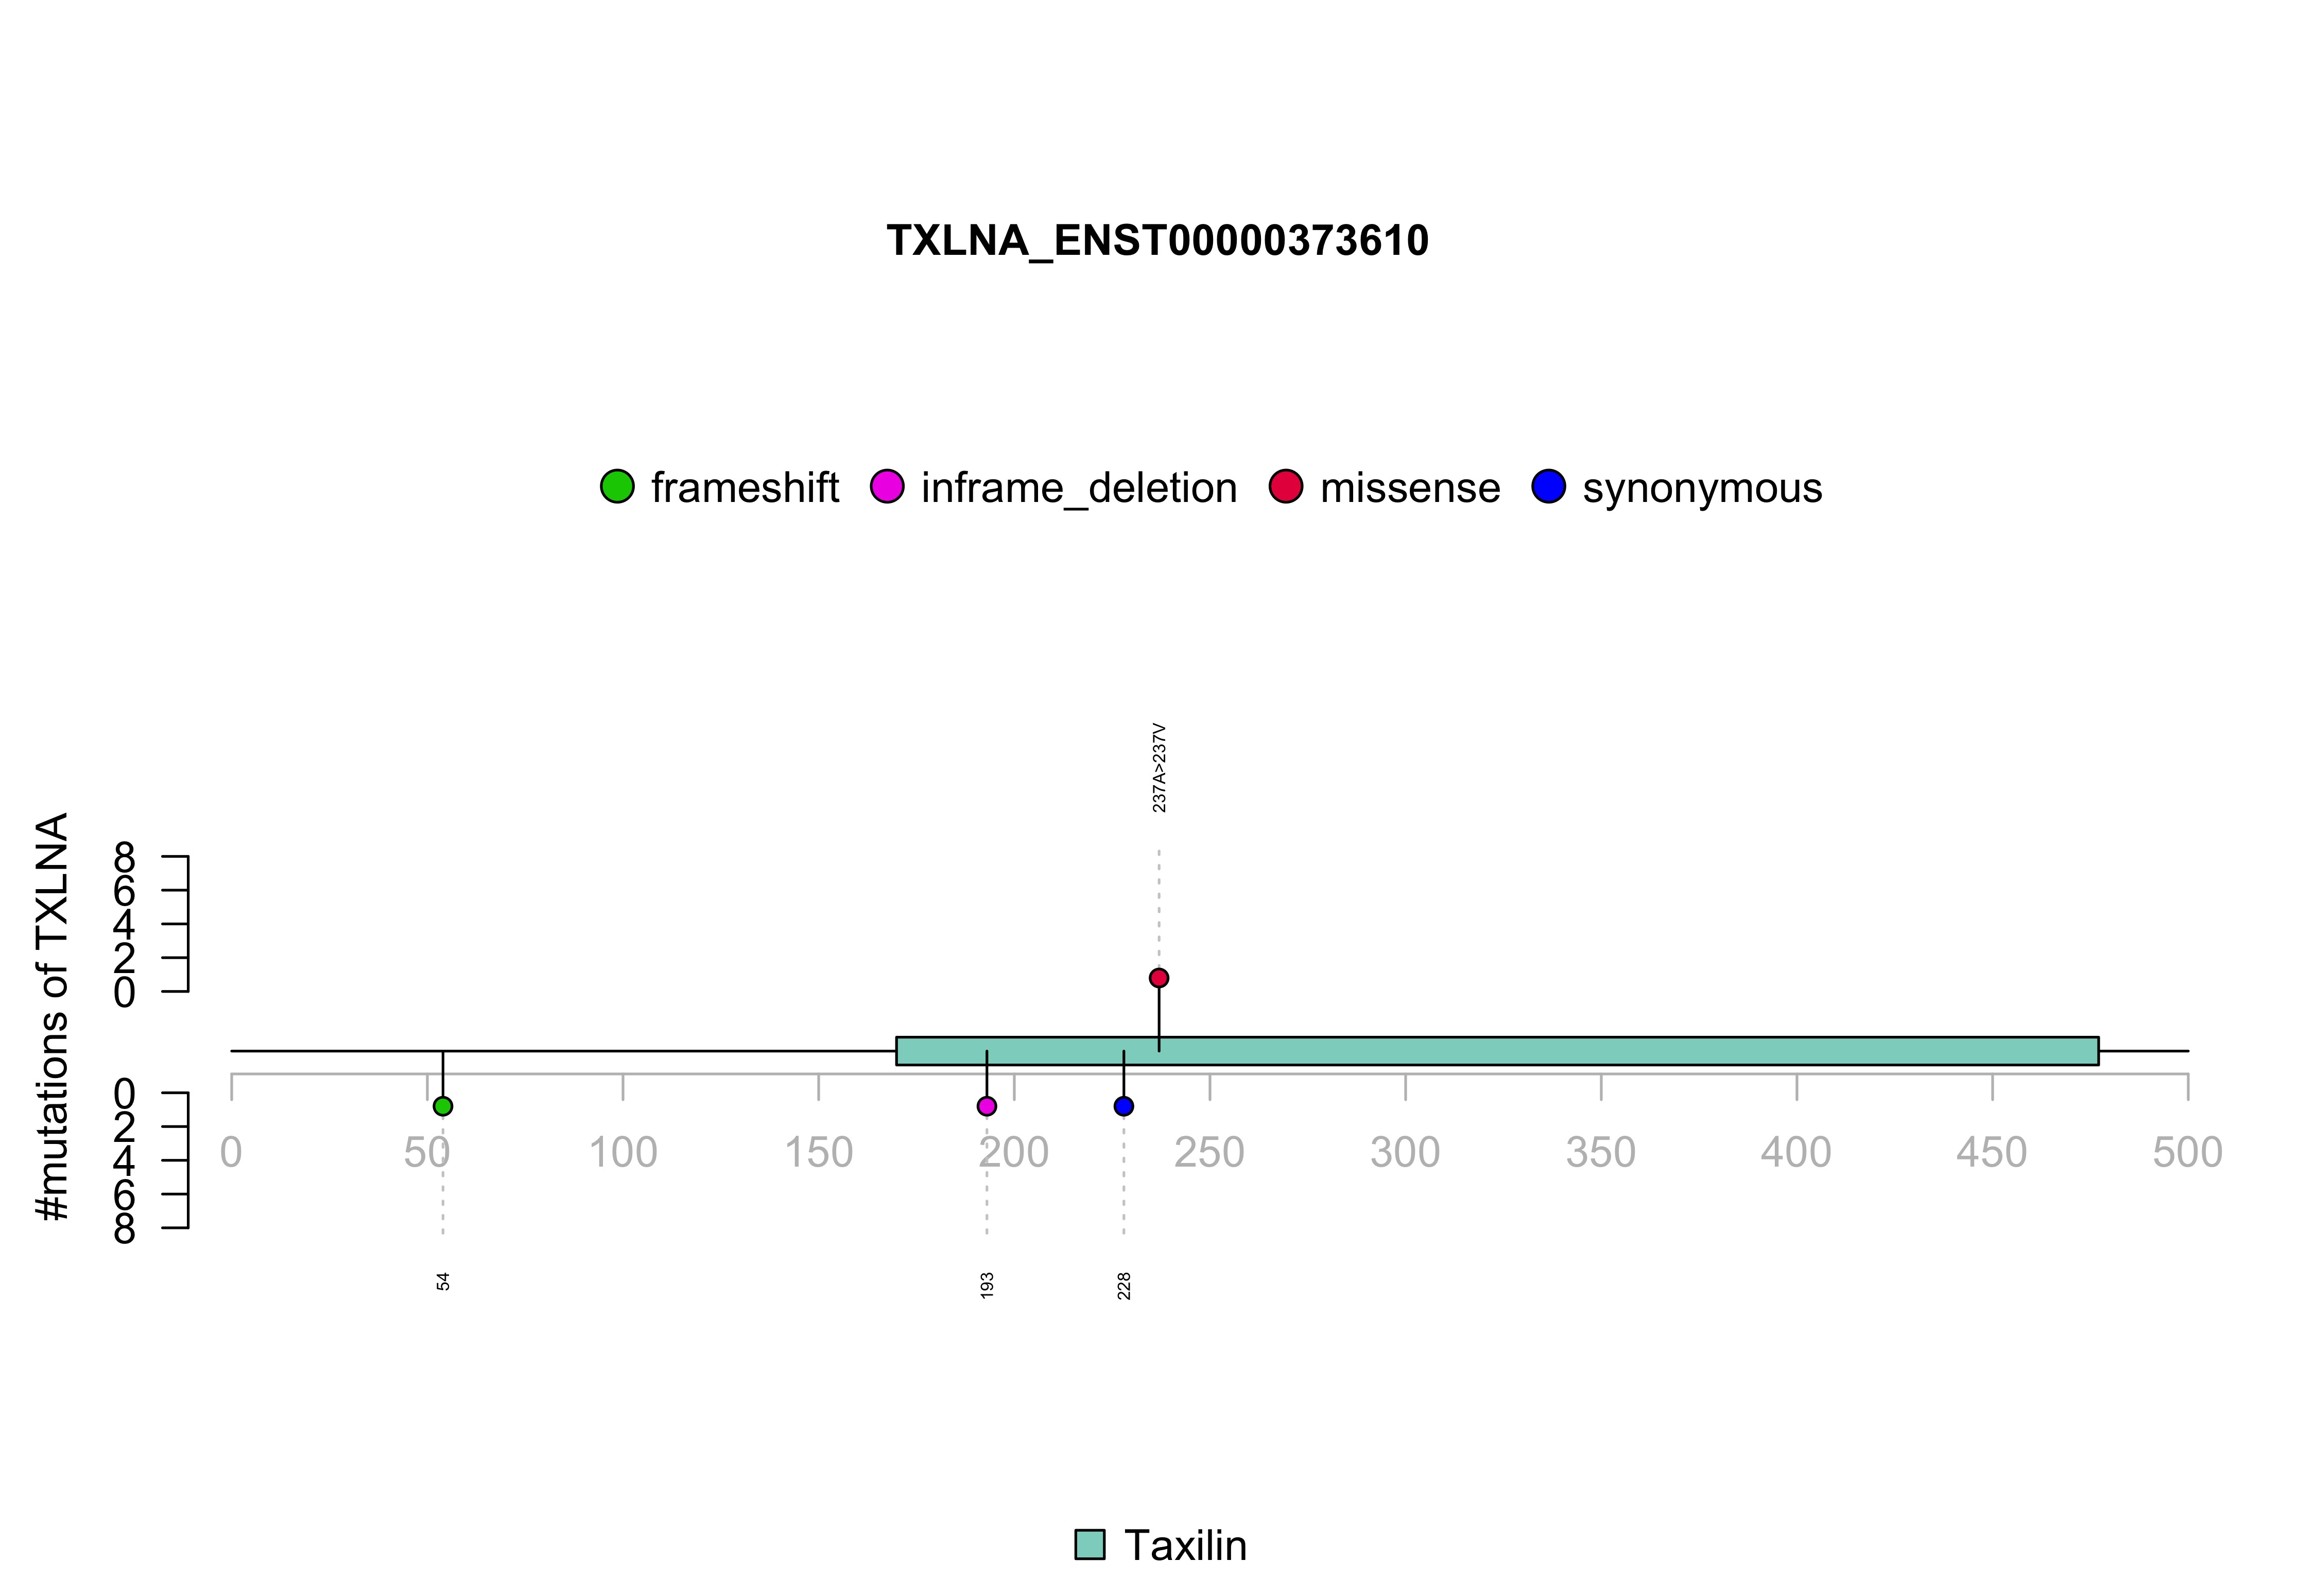 TXLNA_ENST00000373610
frameshift inframe_deletion missense synonymous
237A>237V
#mutations of TXLNA
8
6
4
2
0
0
2
4
6
8
0 50 100 150 200 250 300 350 400 450 500
54 193 228
Taxilin